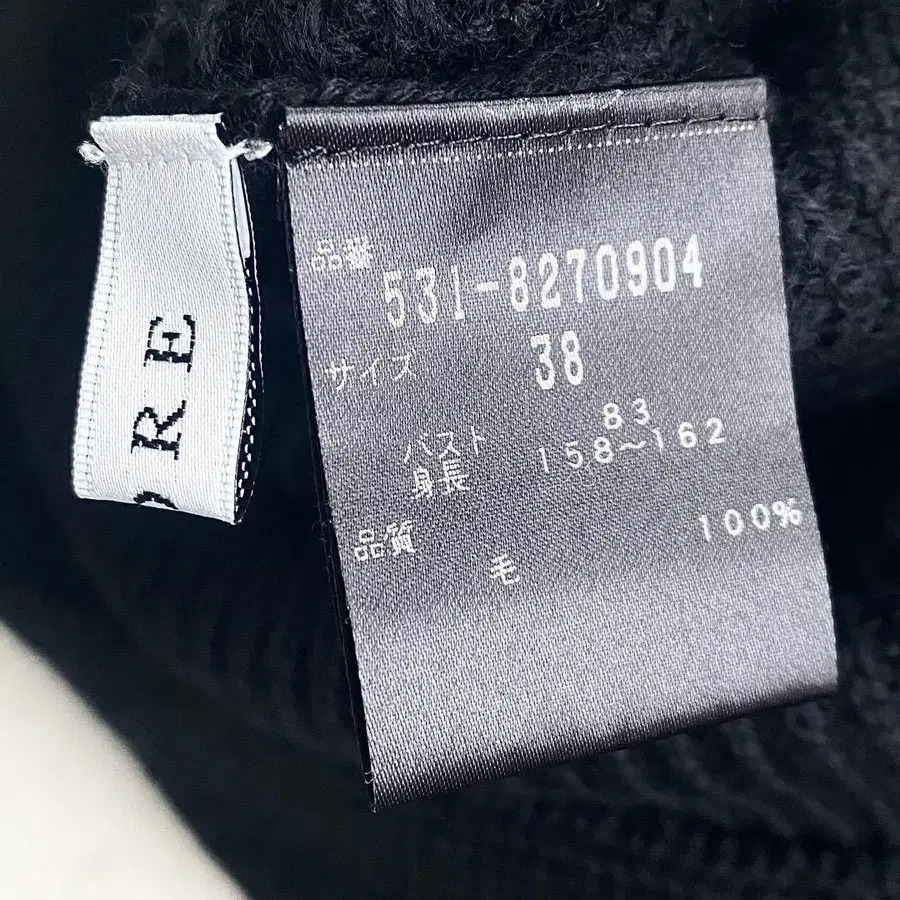 品番
531-8270904
サイズ 38
バスト 83
身長 158～162
品質
毛 100%
ORE